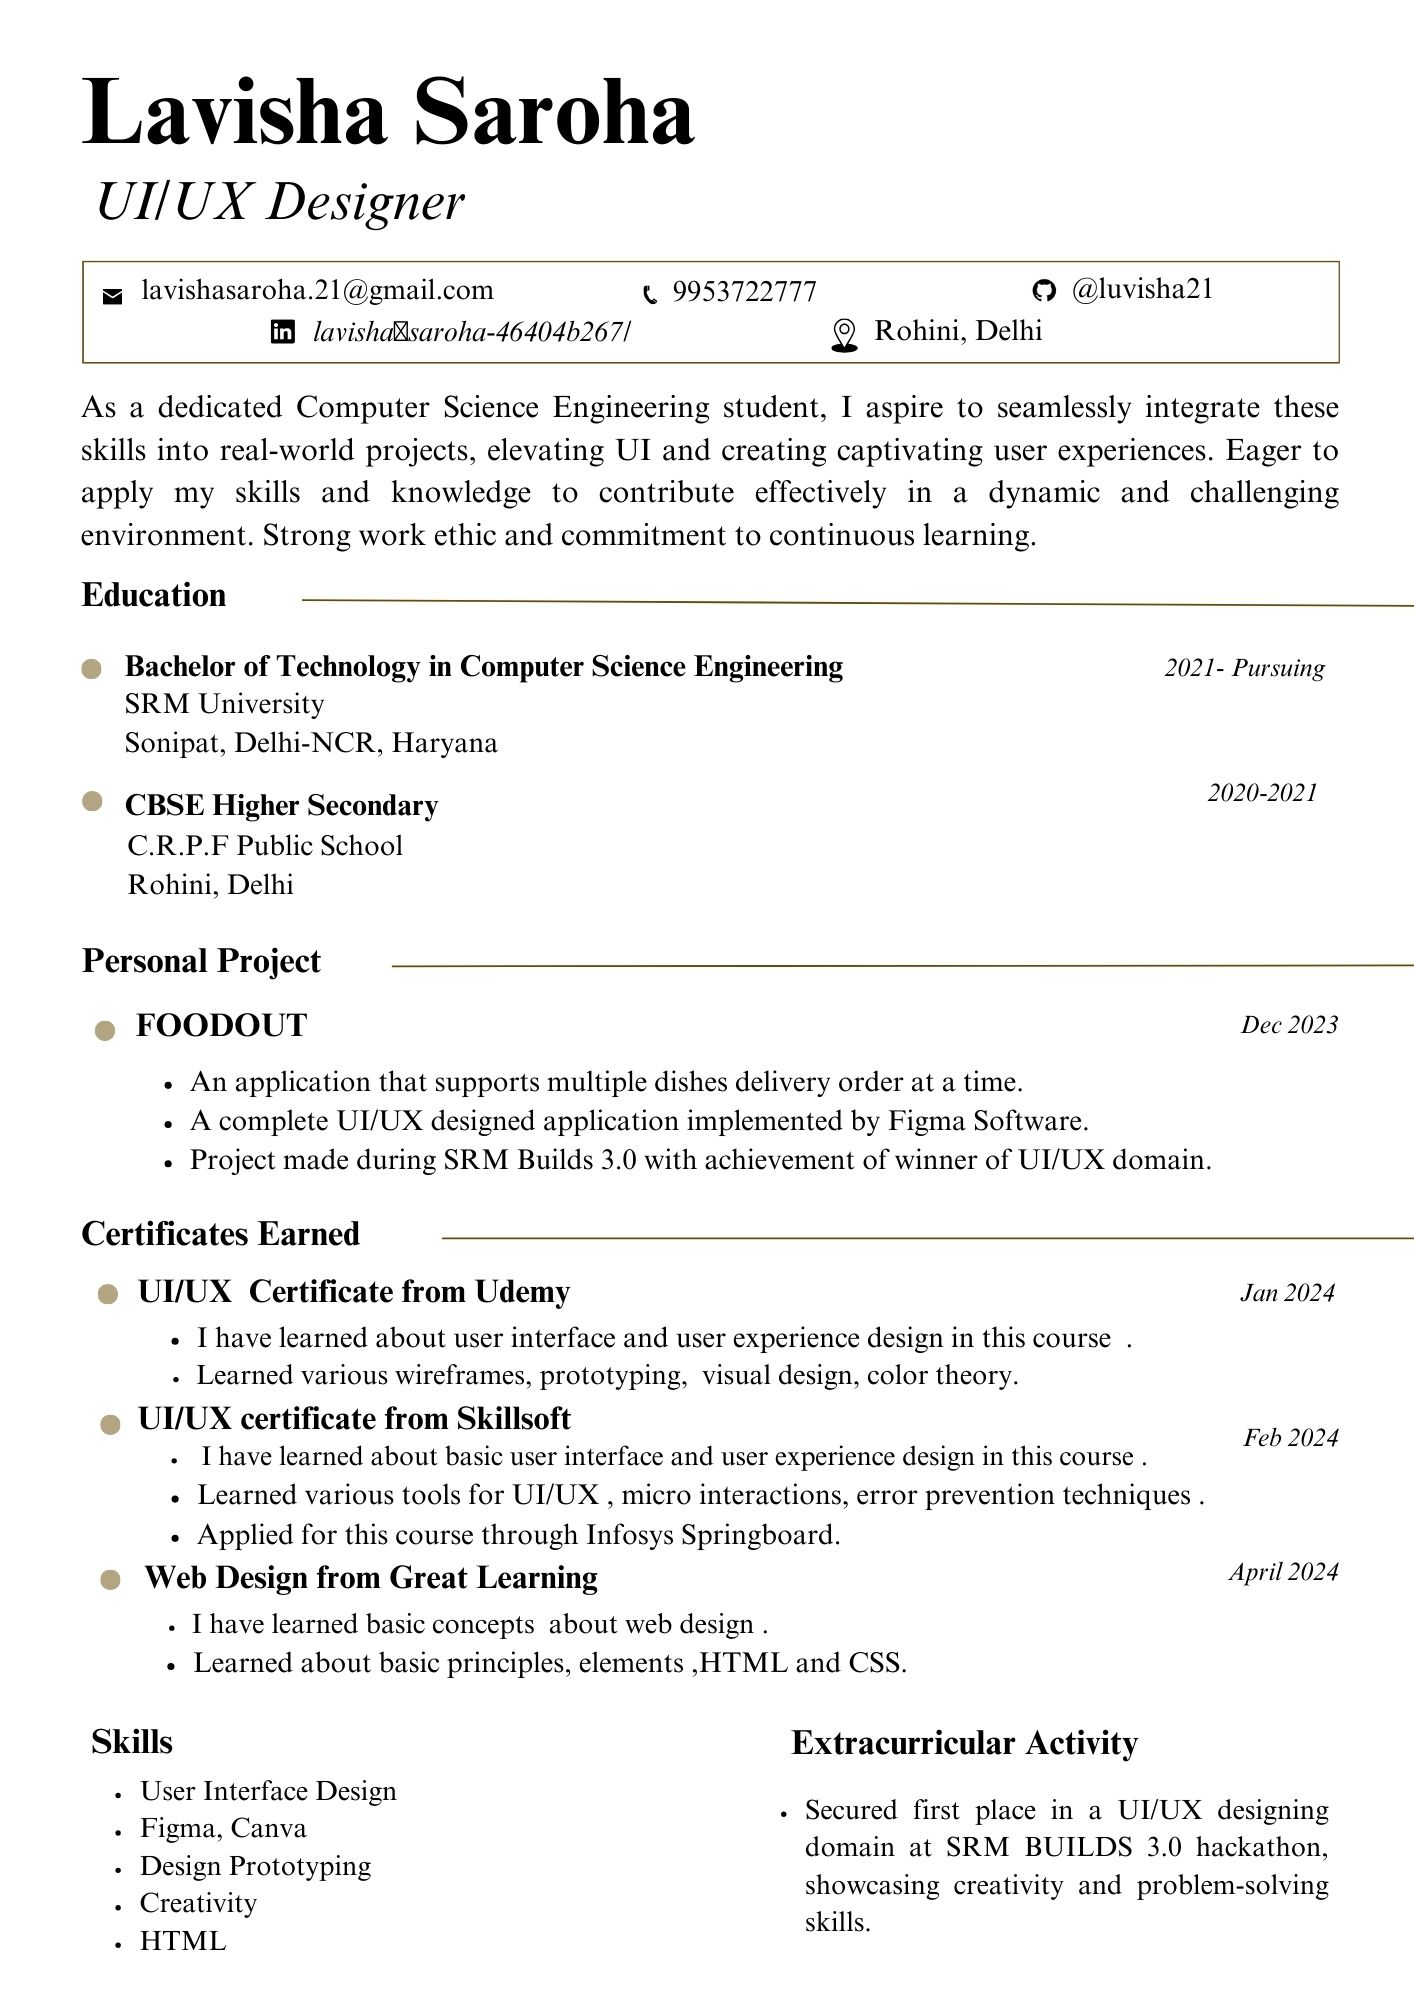 Lavisha Saroha
UI/UX Designer
lavishasaroha.21@gmail.com 9953722777 @luvisha21
lavisha saroha-46404b267/ Rohini, Delhi
As a dedicated Computer Science Engineering student, I aspire to seamlessly integrate these
skills into real-world projects, elevating UI and creating captivating user experiences. Eager to
apply my skills and knowledge to contribute effectively in a dynamic and challenging
environment. Strong work ethic and commitment to continuous learning.
Education
Bachelor of Technology in Computer Science Engineering 2021- Pursuing
SRM University
Sonipat, Delhi-NCR, Haryana
CBSE Higher Secondary 2020-2021
C.R.P.F Public School
Rohini, Delhi
Personal Project
FOODOUT Dec 2023
• An application that supports multiple dishes delivery order at a time.
• A complete UI/UX designed application implemented by Figma Software.
• Project made during SRM Builds 3.0 with achievement of winner of UI/UX domain.
Certificates Earned
UI/UX  Certificate from Udemy Jan 2024
• I have learned about user interface and user experience design in this course  .
• Learned various wireframes, prototyping,  visual design, color theory.
UI/UX certificate from Skillsoft Feb 2024
• I have learned about basic user interface and user experience design in this course .
• Learned various tools for UI/UX , micro interactions, error prevention techniques .
• Applied for this course through Infosys Springboard.
Web Design from Great Learning April 2024
• I have learned basic concepts  about web design .
• Learned about basic principles, elements ,HTML and CSS.
Skills
• User Interface Design
• Figma, Canva
• Design Prototyping
• Creativity
• HTML
Extracurricular Activity
• Secured first place in a UI/UX designing
domain at SRM BUILDS 3.0 hackathon,
showcasing creativity and problem-solving
skills.